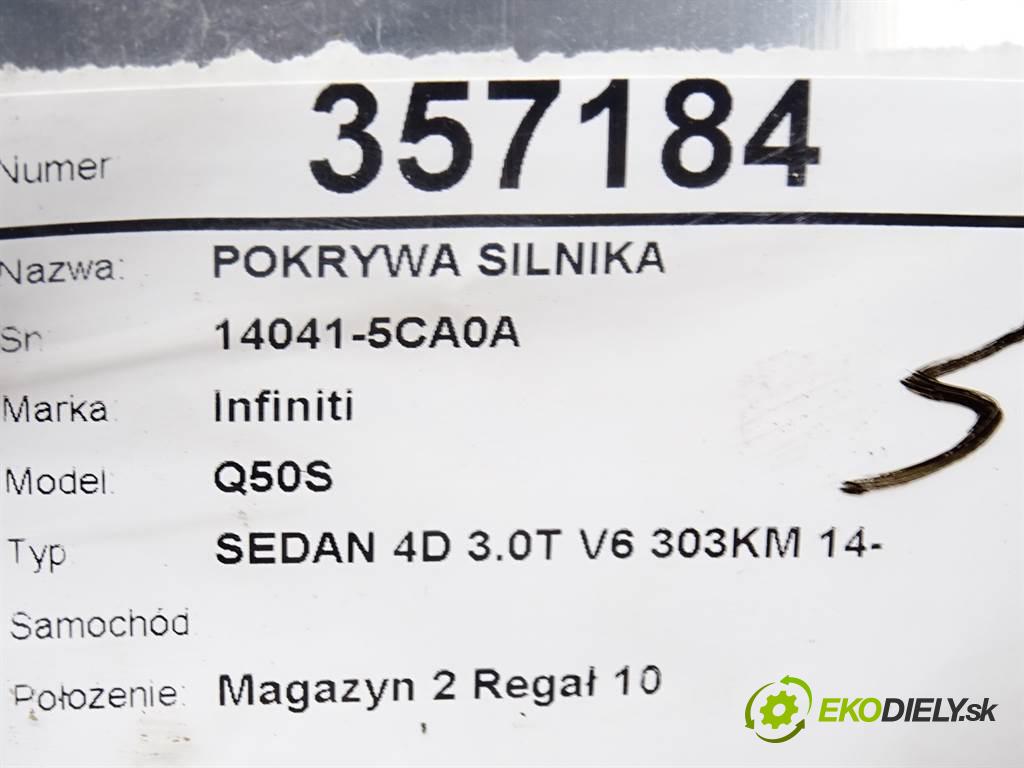 Numer 357184
Nazwa: POKRYWA SILNIKA
Sn 14041-5CA0A
Marka: Infiniti
Model: Q50S
Typ SEDAN 4D 3.0T V6 303KM 14-
Samochód
Położenie: Magazyn 2 Regał 10
EKODIELY.sk